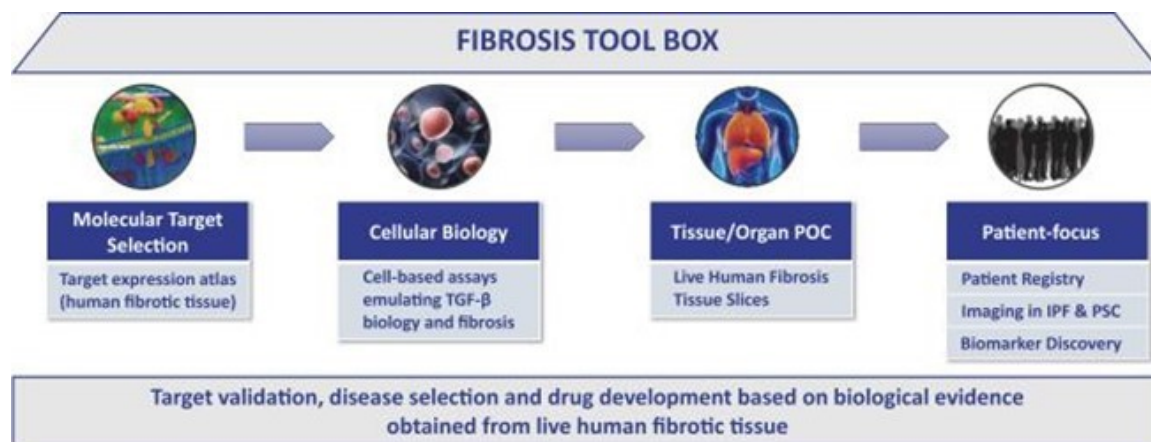 FIBROSIS TOOL BOX
Molecular Target
Selection
Target expression atlas
(human fibrotic tissue)
Cellular Biology
Cell-based assays
emulating TGF-β
biology and fibrosis
Tissue/Organ POC
Live Human Fibrosis
Tissue Slices
Patient-focus
Patient Registry
Imaging in IPF & PSC
Biomarker Discovery
Target validation, disease selection and drug development based on biological evidence
obtained from live human fibrotic tissue